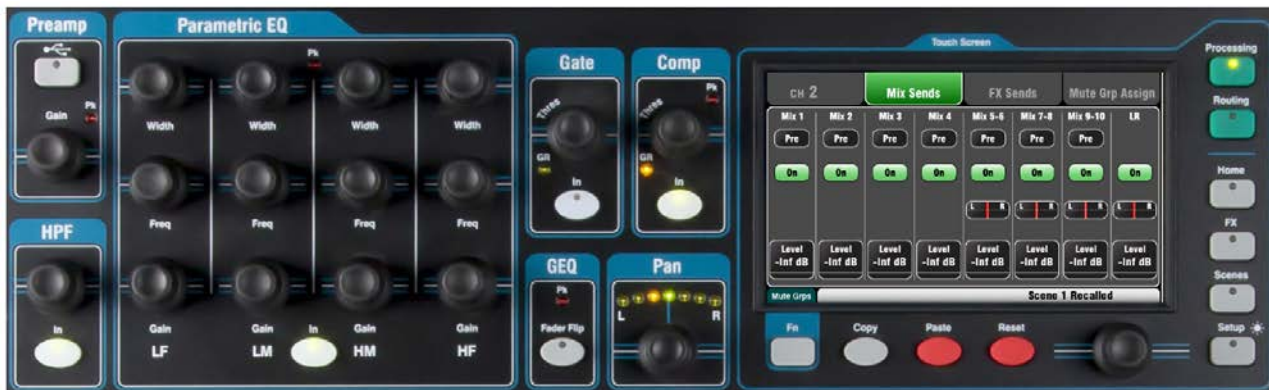 Preamp
Pk
Gain
HPF
In
Parametric EQ
Pk
Width Width Width Width
Freq Freq Freq Freq
Gain Gain In Gain Gain
LF LM HM HF
Gate
Thres
GR
In
Comp
Pk
Thres
GR
In
GEQ
Pk
Fader Flip
Pan
L R
Touch Screen
CH 2 Mix Sends FX Sends Mute Grp Assign
Mix 1 Mix 2 Mix 3 Mix 4 Mix 5-6 Mix 7-8 Mix 9-10 LR
Pre Pre Pre Pre Pre Pre Pre
On On On On On On On On
L R L R L R L R
Level Level Level Level Level Level Level Level
-Inf dB -Inf dB -Inf dB -Inf dB -Inf dB -Inf dB -Inf dB -Inf dB
Mute Grps Scene 1 Recalled
Fn Copy Paste Reset
Processing
Routing
Home
FX
Scenes
Setup